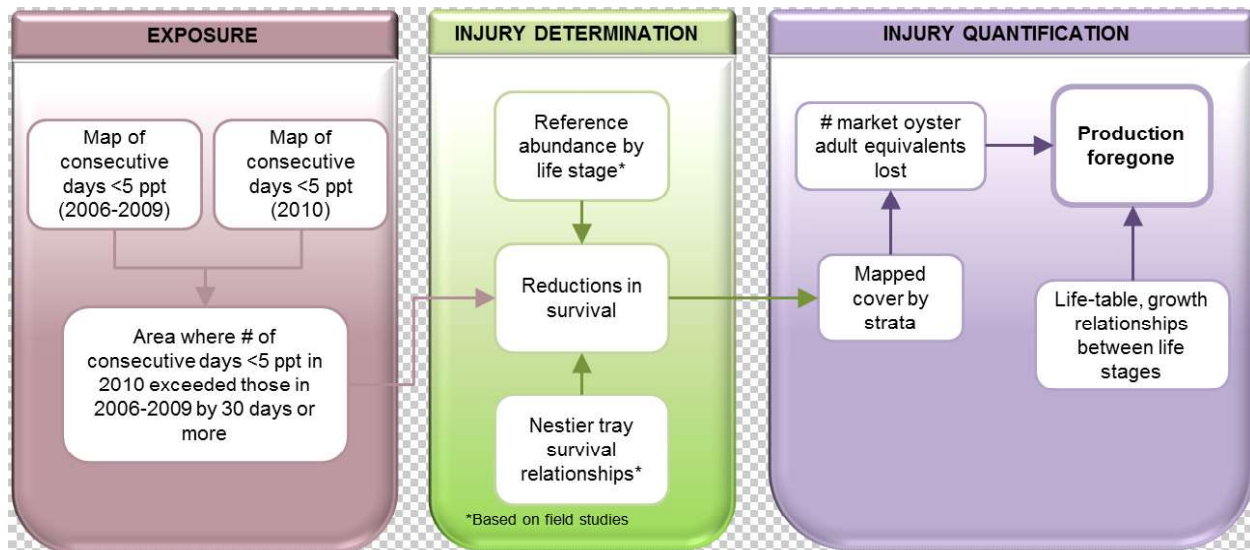 EXPOSURE
Map of
consecutive
days <5 ppt
(2006-2009)
Map of
consecutive
days <5 ppt
(2010)
Area where # of
consecutive days <5 ppt in
2010 exceeded those in
2006-2009 by 30 days or
more
INJURY DETERMINATION
Reference
abundance by
life stage*
Reductions in
survival
Nestier tray
survival
relationships*
*Based on field studies
INJURY QUANTIFICATION
# market oyster
adult equivalents
lost
Production
foregone
Mapped
cover by
strata
Life-table, growth
relationships
between life
stages